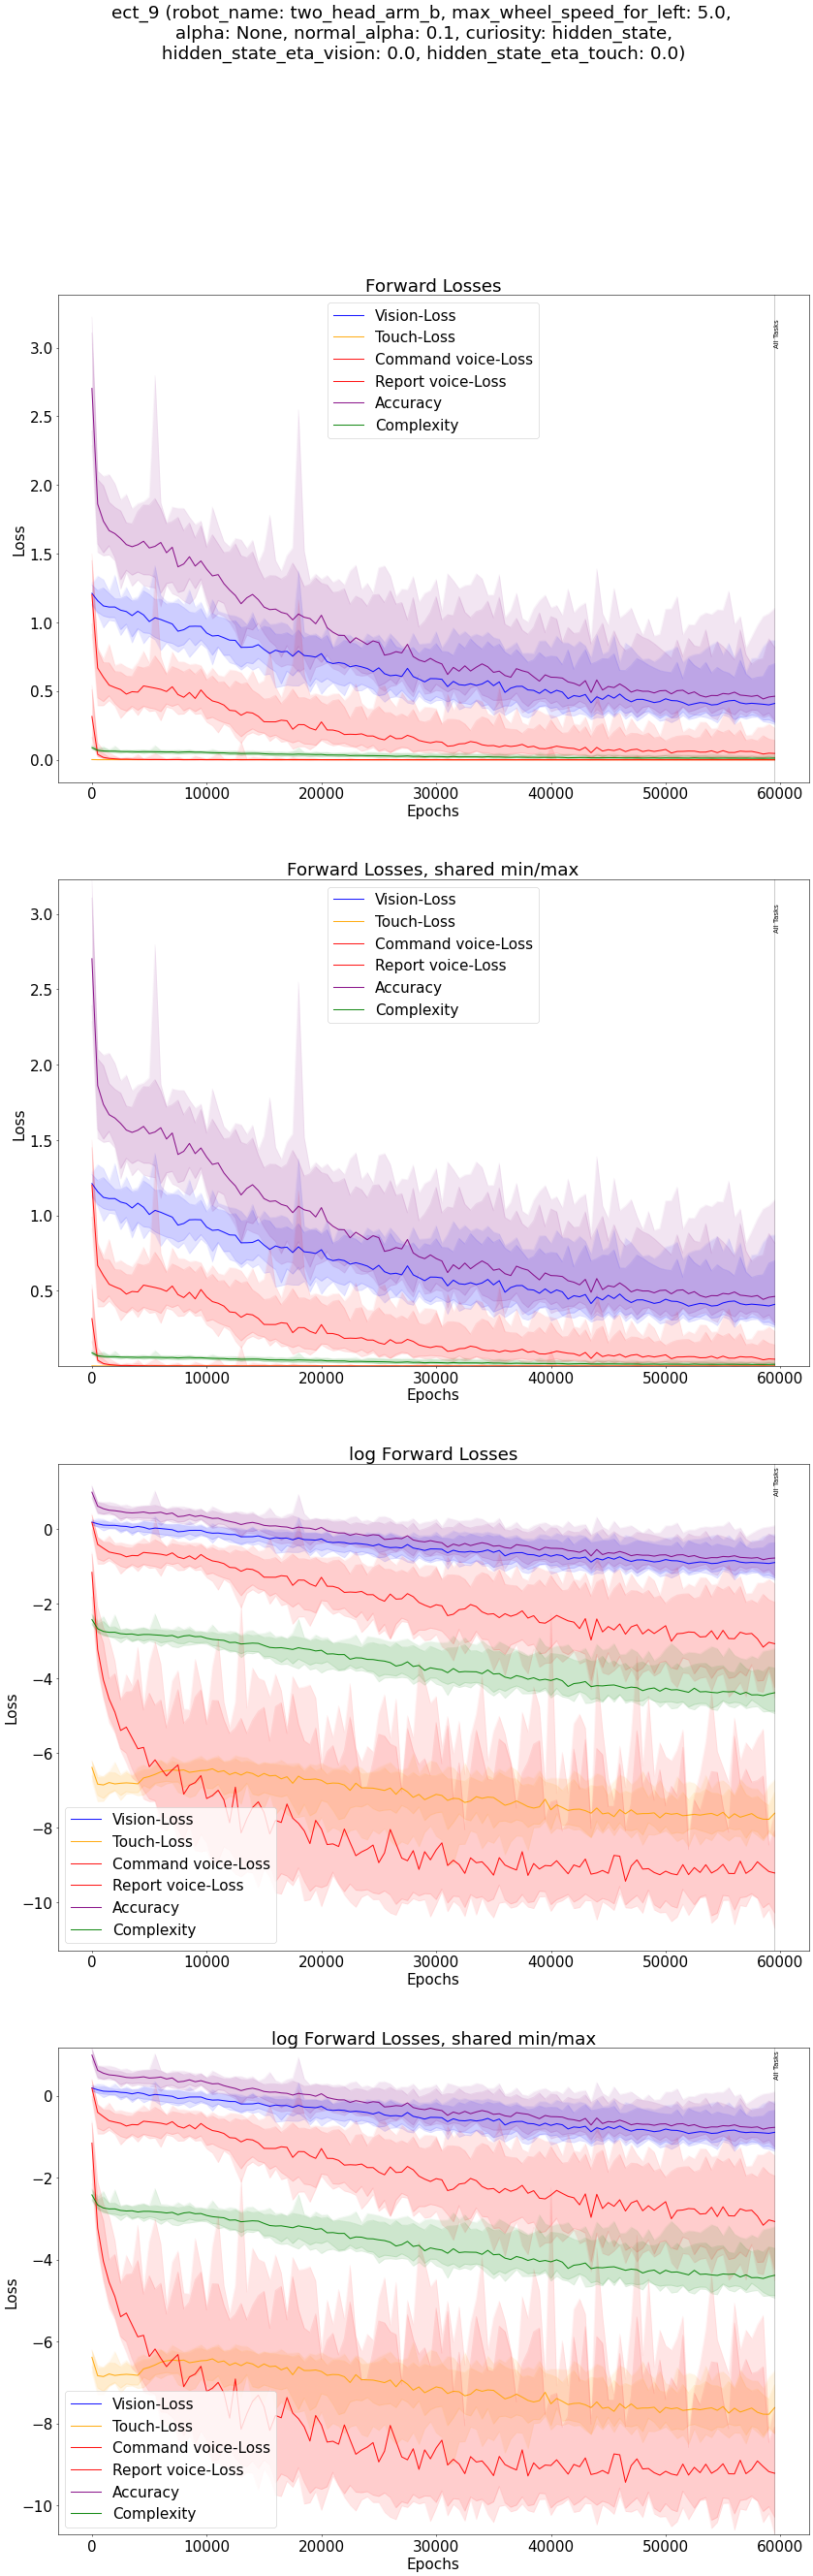 ect_9 (robot_name: two_head_arm_b, max_wheel_speed_for_left: 5.0,
alpha: None, normal_alpha: 0.1, curiosity: hidden_state,
hidden_state_eta_vision: 0.0, hidden_state_eta_touch: 0.0)
Forward Losses
Vision-Loss
Touch-Loss
Command voice-Loss
Report voice-Loss
Accuracy
Complexity
All Tasks
Loss
3.0
2.5
2.0
1.5
1.0
0.5
0.0
0 10000 20000 30000 40000 50000 60000
Epochs
Forward Losses, shared min/max
Vision-Loss
Touch-Loss
Command voice-Loss
Report voice-Loss
Accuracy
Complexity
All Tasks
Loss
3.0
2.5
2.0
1.5
1.0
0.5
0 10000 20000 30000 40000 50000 60000
Epochs
log Forward Losses
All Tasks
Loss
0
−2
−4
−6
−8
−10
Vision-Loss
Touch-Loss
Command voice-Loss
Report voice-Loss
Accuracy
Complexity
0 10000 20000 30000 40000 50000 60000
Epochs
log Forward Losses, shared min/max
All Tasks
Loss
0
−2
−4
−6
−8
−10
Vision-Loss
Touch-Loss
Command voice-Loss
Report voice-Loss
Accuracy
Complexity
0 10000 20000 30000 40000 50000 60000
Epochs